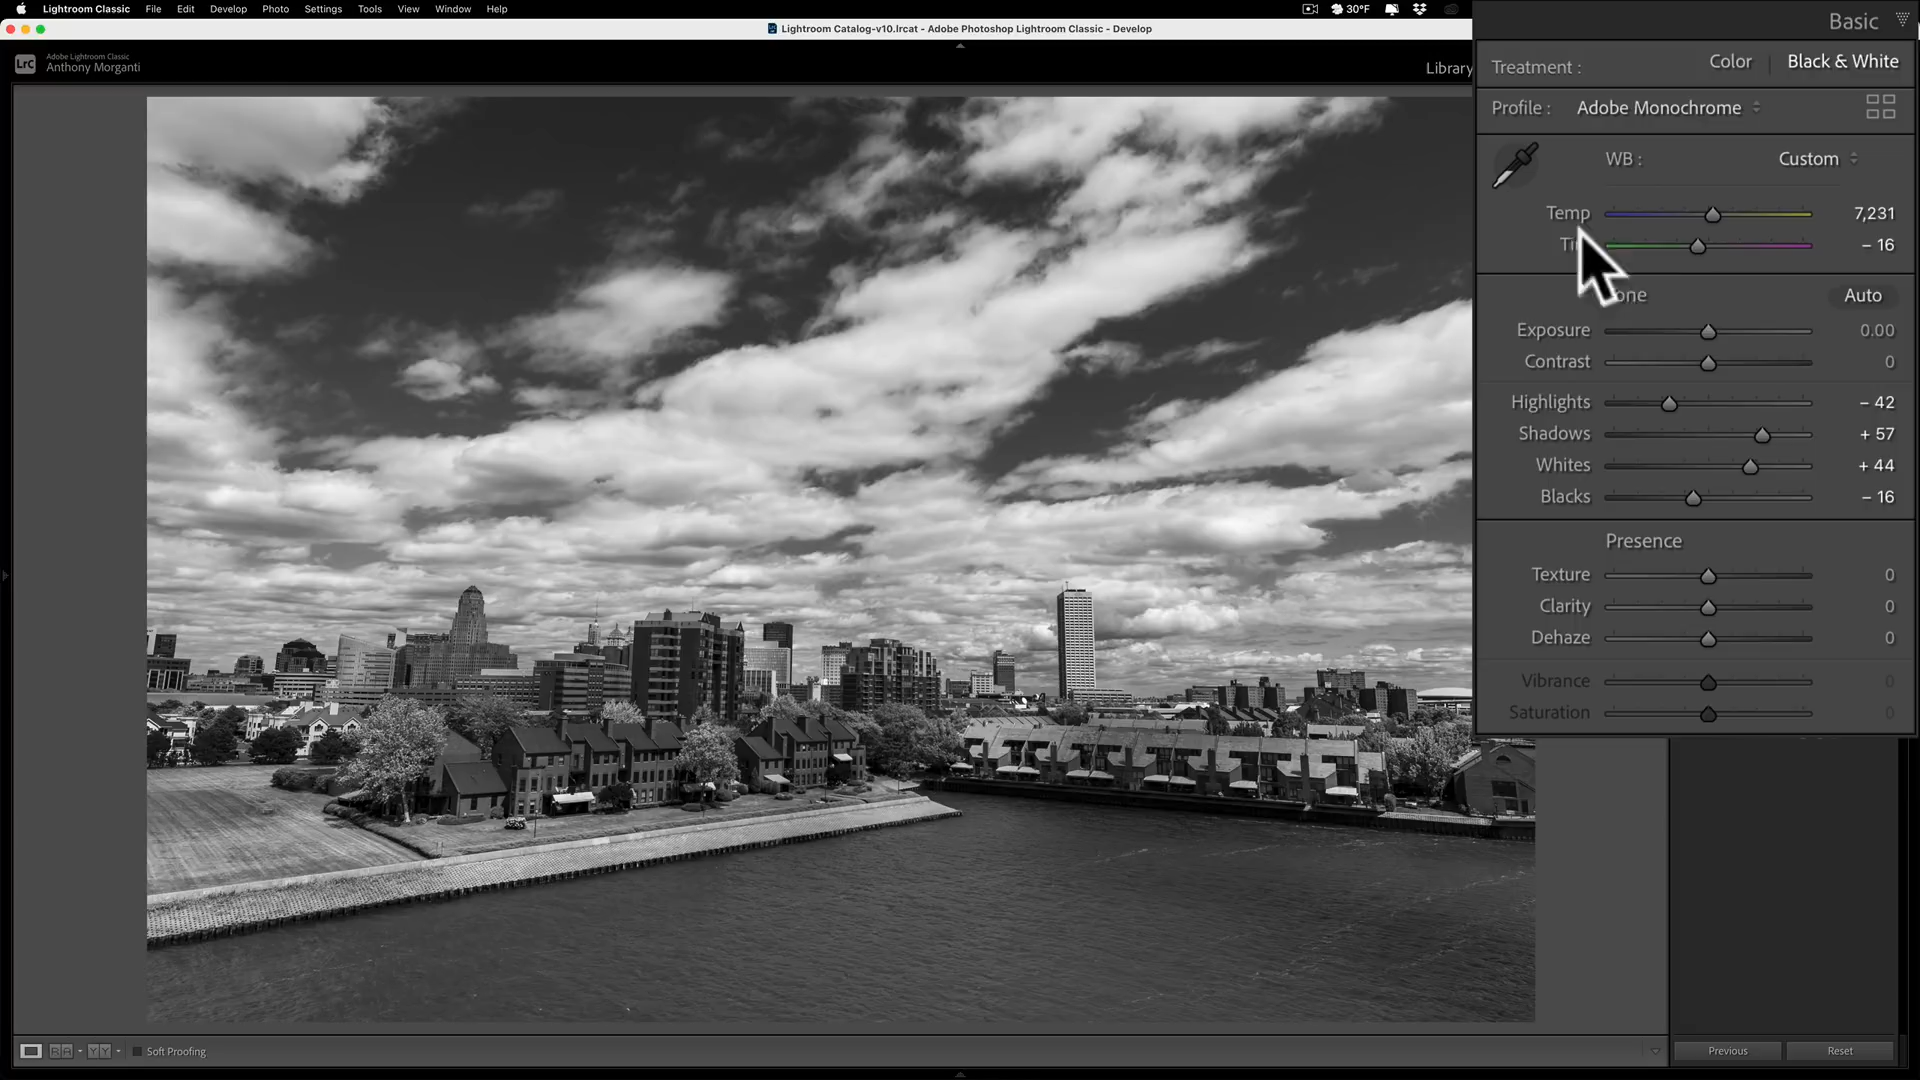 Lightroom Classic File Edit Develop Photo Settings Tools View Window Help 30°F
Lightroom Catalog-v10.lrcat - Adobe Photoshop Lightroom Classic - Develop
LrC Adobe Lightroom Classic
Anthony Morganti
Library
Basic
Treatment : Color Black & White
Profile : Adobe Monochrome
WB : Custom
Temp 7,231
– 16
Auto
Exposure 0.00
Contrast 0
Highlights – 42
Shadows + 57
Whites + 44
Blacks – 16
Presence
Texture 0
Clarity 0
Dehaze 0
Vibrance 0
Saturation 0
RA YY Soft Proofing
Previous Reset